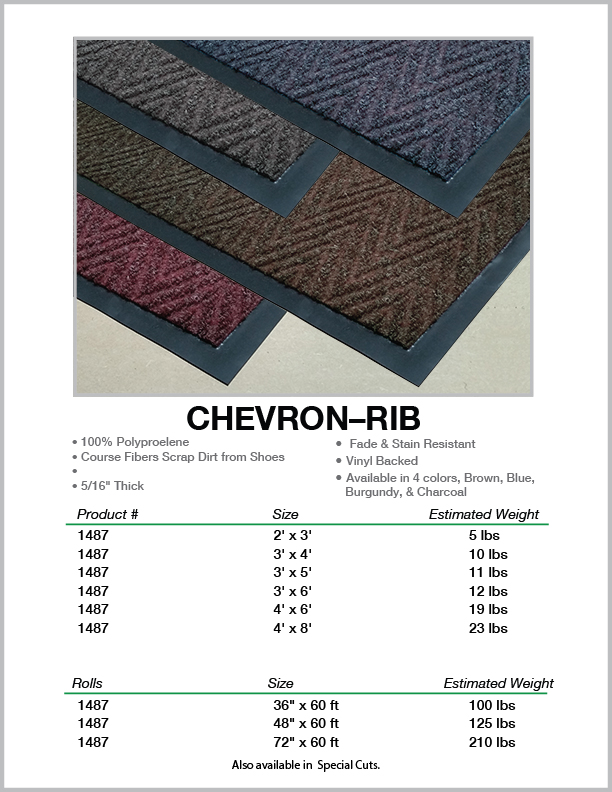 CHEVRON–RIB
• 100% Polyproelene
• Course Fibers Scrap Dirt from Shoes
•
• 5/16" Thick
• Fade & Stain Resistant
• Vinyl Backed
• Available in 4 colors, Brown, Blue,
Burgundy, & Charcoal
Product # Size Estimated Weight
1487 2' x 3' 5 lbs
1487 3' x 4' 10 lbs
1487 3' x 5' 11 lbs
1487 3' x 6' 12 lbs
1487 4' x 6' 19 lbs
1487 4' x 8' 23 lbs
Rolls Size Estimated Weight
1487 36" x 60 ft 100 lbs
1487 48" x 60 ft 125 lbs
1487 72" x 60 ft 210 lbs
Also available in Special Cuts.